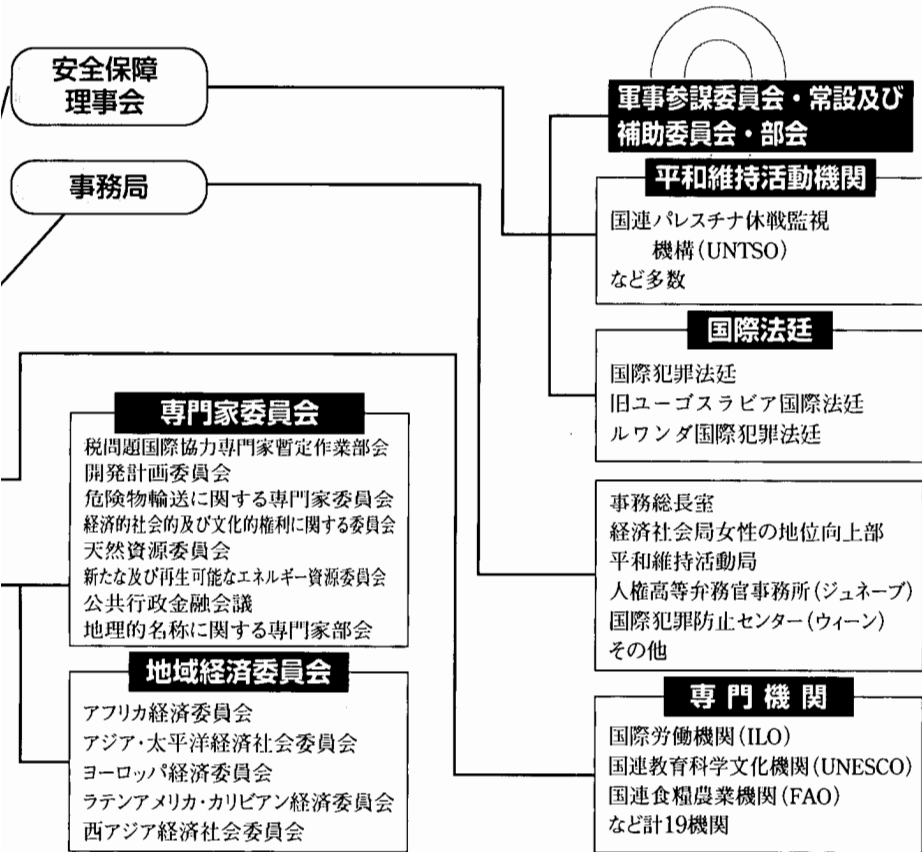 安全保障
理事会
事務局
軍事参謀委員会・常設及び
補助委員会・部会
平和維持活動機関
国連パレスチナ休戦監視
機構(UNTSO)
など多数
国際法廷
国際犯罪法廷
旧ユーゴスラビア国際法廷
ルワンダ国際犯罪法廷
専門家委員会
税問題国際協力専門家暫定作業部会
開発計画委員会
危険物輸送に関する専門家委員会
経済的社会的及び文化的権利に関する委員会
天然資源委員会
新たな及び再生可能なエネルギー資源委員会
公共行政金融会議
地理的名称に関する専門家部会
事務総長室
経済社会局女性の地位向上部
平和維持活動局
人権高等弁務官事務所(ジュネーブ)
国際犯罪防止センター(ウィーン)
その他
地域経済委員会
アフリカ経済委員会
アジア・太平洋経済社会委員会
ヨーロッパ経済委員会
ラテンアメリカ・カリビアン経済委員会
西アジア経済社会委員会
専門機関
国際労働機関(ILO)
国連教育科学文化機関(UNESCO)
国連食糧農業機関(FAO)
など計19機関